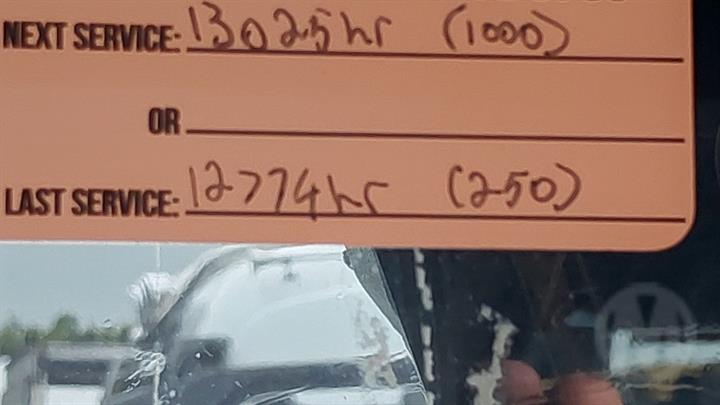 NEXT SERVICE: 13025hr (1000)
OR
LAST SERVICE: 12774hr (250)